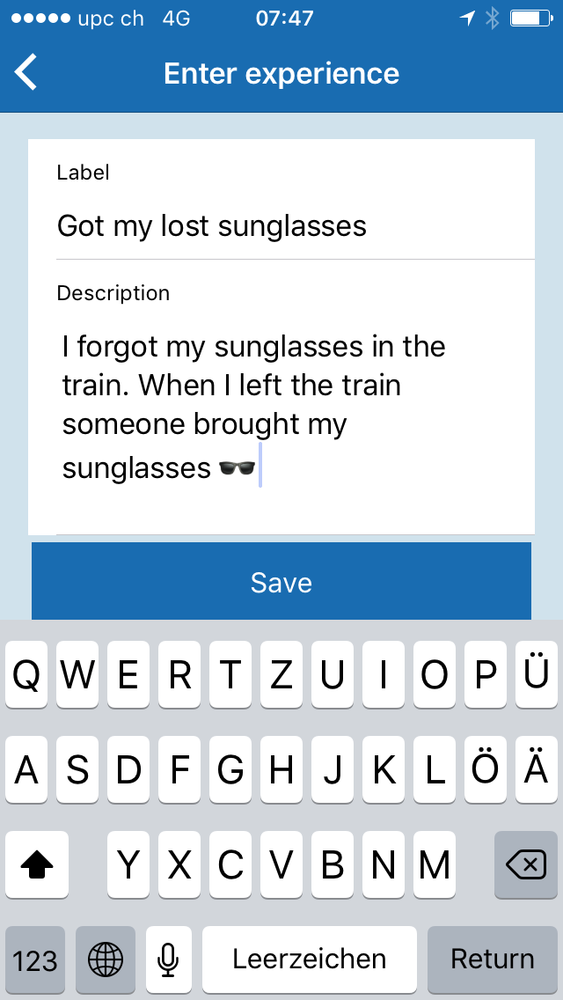 upc ch 4G 07:47
Enter experience
Label
Got my lost sunglasses
Description
I forgot my sunglasses in the
train. When I left the train
someone brought my
sunglasses 🕶
Save
Q W E R T Z U I O P Ü
A S D F G H J K L Ö Ä
Y X C V B N M
123 Leerzeichen Return